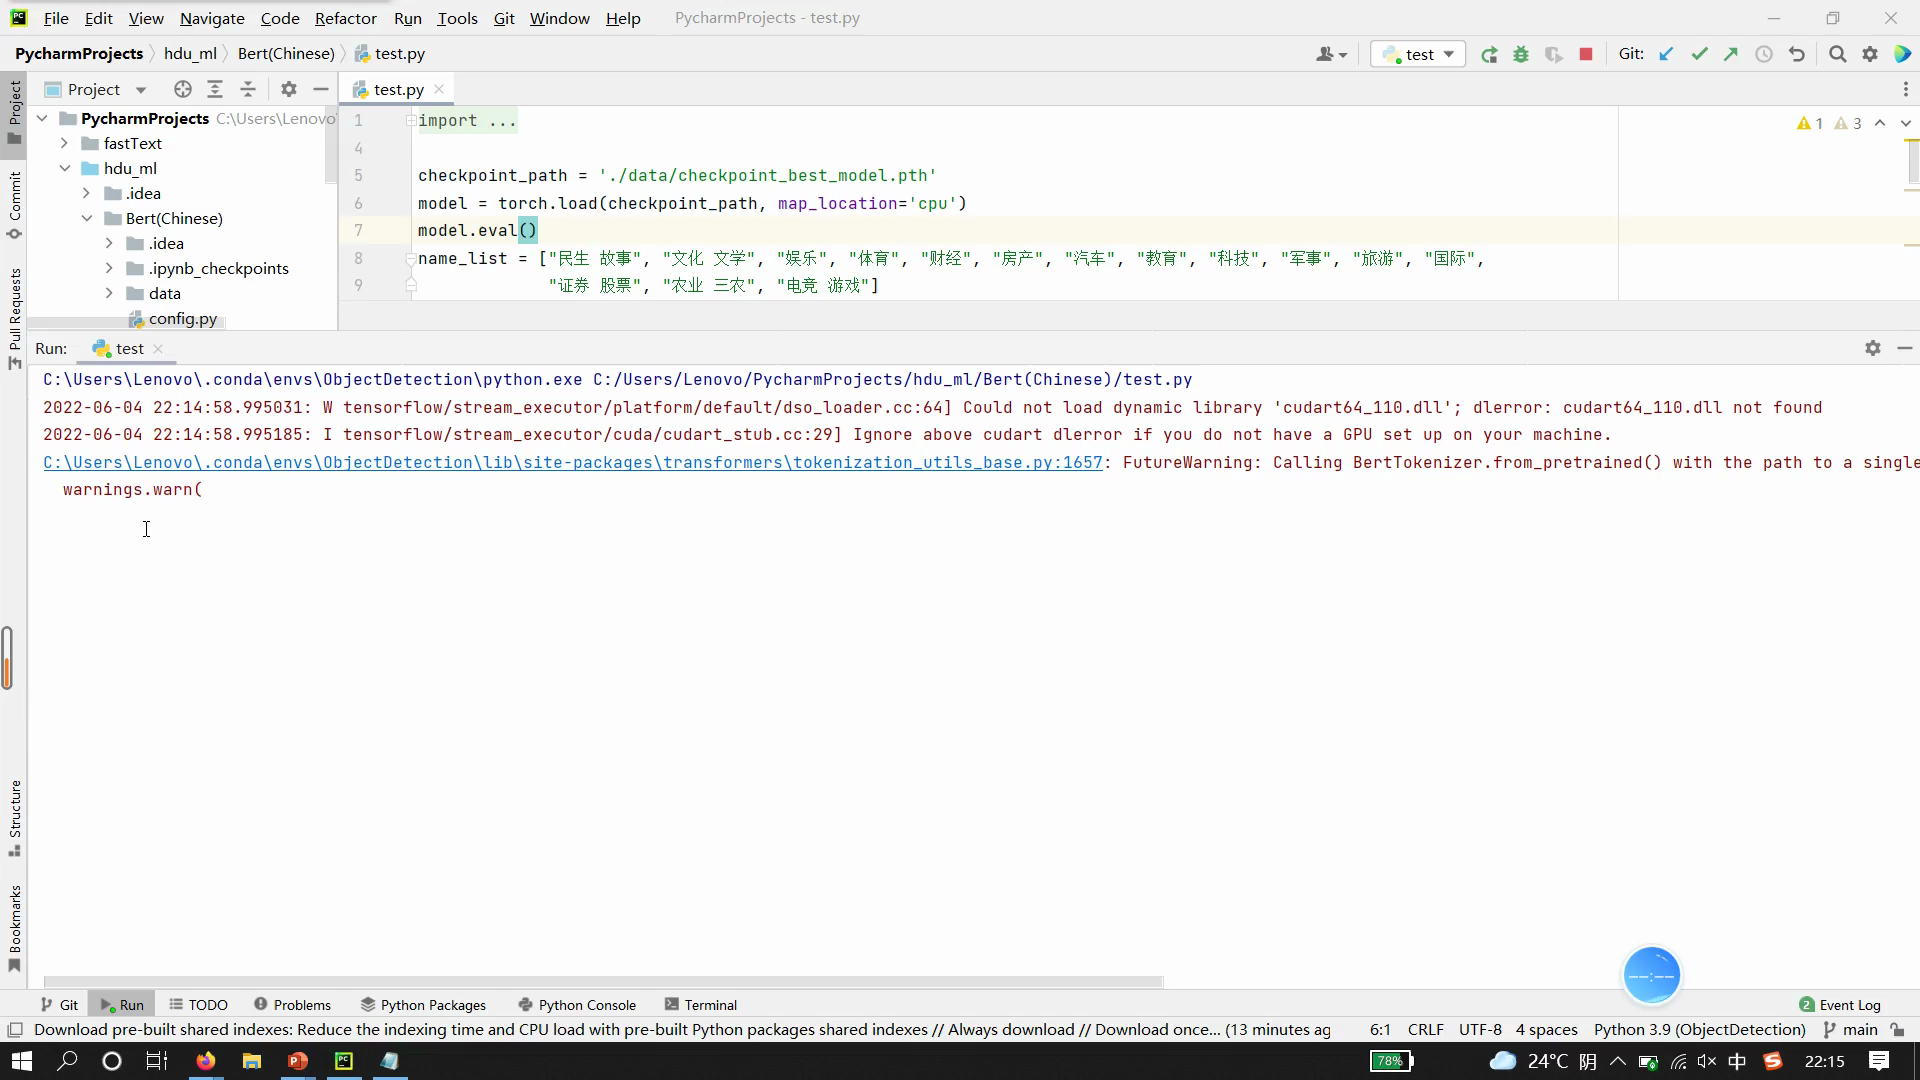 File Edit View Navigate Code Refactor Run Tools Git Window Help PycharmProjects - test.py
PycharmProjects hdu_ml Bert(Chinese) test.py test Git:
Project
test.py
PycharmProjects C:\Users\Lenovo
fastText
hdu_ml
.idea
Bert(Chinese)
.idea
.ipynb_checkpoints
data
config.py
1 import ...
4
5 checkpoint_path = './data/checkpoint_best_model.pth'
6 model = torch.load(checkpoint_path, map_location='cpu')
7 model.eval()
8 name_list = ["民生 故事", "文化 文学", "娱乐", "体育", "财经", "房产", "汽车", "教育", "科技", "军事", "旅游", "国际",
9 "证券 股票", "农业 三农", "电竞 游戏"]
1 3
Project
Commit
Pull Requests
Structure
Bookmarks
Run: test
C:\Users\Lenovo\.conda\envs\ObjectDetection\python.exe C:/Users/Lenovo/PycharmProjects/hdu_ml/Bert(Chinese)/test.py
2022-06-04 22:14:58.995031: W tensorflow/stream_executor/platform/default/dso_loader.cc:64] Could not load dynamic library 'cudart64_110.dll'; dlerror: cudart64_110.dll not found
2022-06-04 22:14:58.995185: I tensorflow/stream_executor/cuda/cudart_stub.cc:29] Ignore above cudart dlerror if you do not have a GPU set up on your machine.
C:\Users\Lenovo\.conda\envs\ObjectDetection\lib\site-packages\transformers\tokenization_utils_base.py:1657: FutureWarning: Calling BertTokenizer.from_pretrained() with the path to a single
warnings.warn(
Git Run TODO Problems Python Packages Python Console Terminal 2 Event Log
Download pre-built shared indexes: Reduce the indexing time and CPU load with pre-built Python packages shared indexes // Always download // Download once... (13 minutes ag 6:1 CRLF UTF-8 4 spaces Python 3.9 (ObjectDetection) main
78% 24°C 阴 中 22:15